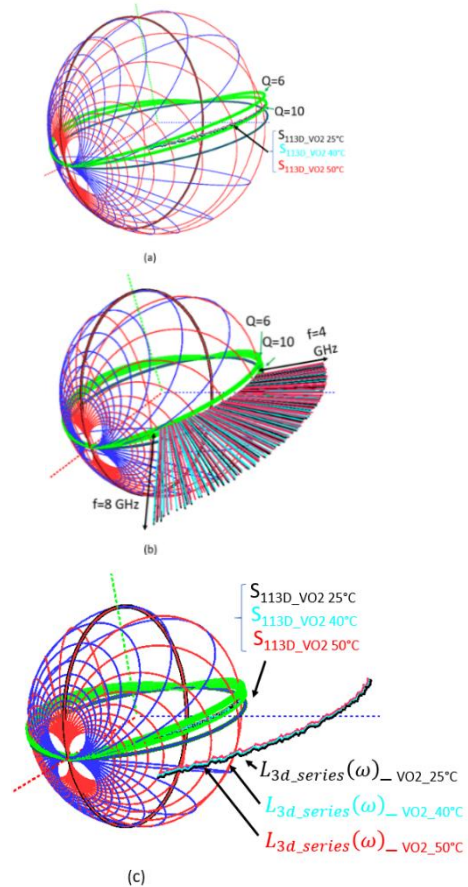 Q=6
Q=10
S113D_VO2 25°C
S113D_VO2 40°C
S113D_VO2 50°C
(a)
f=4
GHz
Q=6
Q=10
f=8 GHz
(b)
S113D_VO2 25°C
S113D_VO2 40°C
S113D_VO2 50°C
L3d_series(ω)_ VO2_25°C
L3d_series(ω)_ VO2_40°C
L3d_series(ω)_ VO2_50°C
(c)